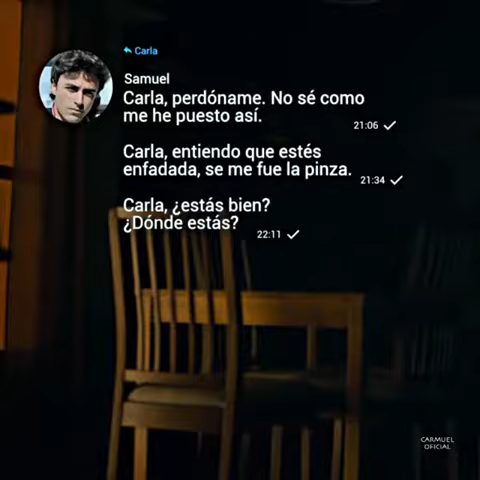 Carla
Samuel
Carla, perdóname. No sé como
me he puesto así.
21:06
Carla, entiendo que estés
enfadada, se me fue la pinza.
21:34
Carla, ¿estás bien?
¿Dónde estás?
22:11
CARMUEL
OFICIAL